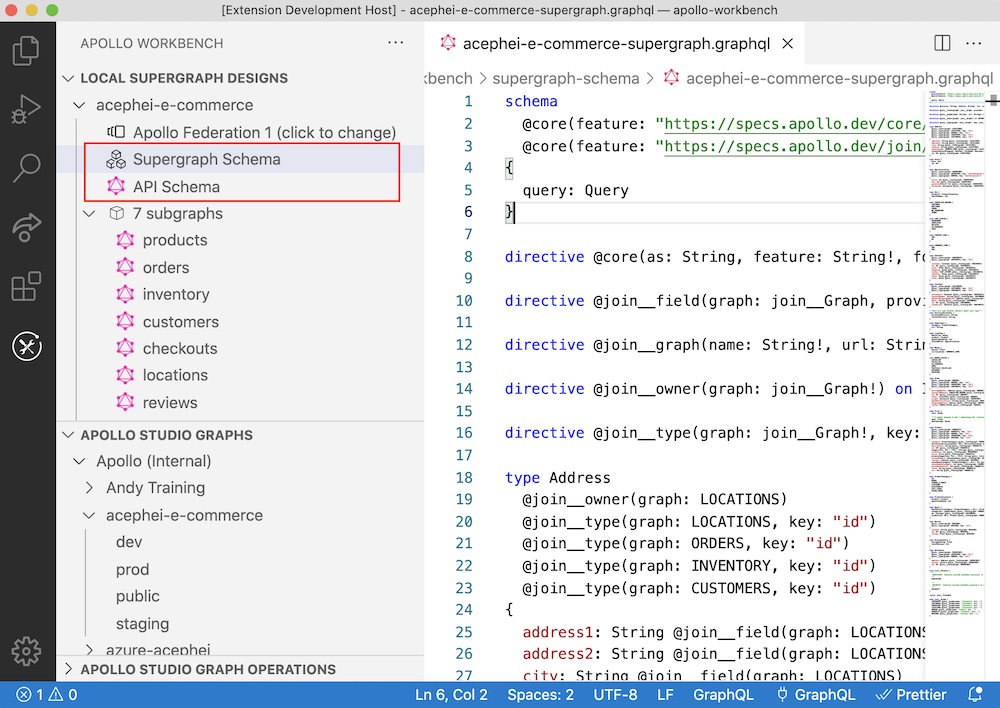 [Extension Development Host] - acephei-e-commerce-supergraph.graphql — apollo-workbench
APOLLO WORKBENCH
LOCAL SUPERGRAPH DESIGNS
acephei-e-commerce
Apollo Federation 1 (click to change)
Supergraph Schema
API Schema
7 subgraphs
products
orders
inventory
customers
checkouts
locations
reviews
APOLLO STUDIO GRAPHS
Apollo (Internal)
Andy Training
acephei-e-commerce
dev
prod
public
staging
azure-acephei
APOLLO STUDIO GRAPH OPERATIONS
acephei-e-commerce-supergraph.graphql
kbench > supergraph-schema > acephei-e-commerce-supergraph.graphql
1 schema
2 @core(feature: "https://specs.apollo.dev/core/
3 @core(feature: "https://specs.apollo.dev/join/
4 {
5 query: Query
6 }
7
8 directive @core(as: String, feature: String!, fo
9
10 directive @join__field(graph: join__Graph, provi
11
12 directive @join__graph(name: String!, url: Strin
13
14 directive @join__owner(graph: join__Graph!) on
15
16 directive @join__type(graph: join__Graph!, key:
17
18 type Address
19 @join__owner(graph: LOCATIONS)
20 @join__type(graph: LOCATIONS, key: "id")
21 @join__type(graph: ORDERS, key: "id")
22 @join__type(graph: INVENTORY, key: "id")
23 @join__type(graph: CUSTOMERS, key: "id")
24 {
25 address1: String @join__field(graph: LOCATIONS
26 address2: String @join__field(graph: LOCATIONS
27 city: String @join__field(graph: LOCATIONS
1 0 Ln 6, Col 2 Spaces: 2 UTF-8 LF GraphQL GraphQL Prettier